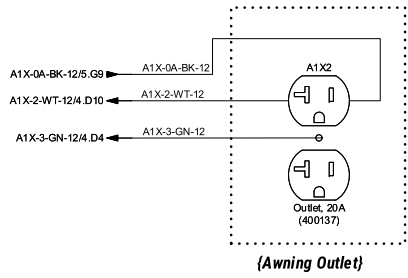 A1X-0A-BK-12
A1X2
A1X-0A-BK-12/5.G9
A1X-2-WT-12
A1X-2-WT-12/4.D10
A1X-3-GN-12
A1X-3-GN-12/4.D4
Outlet, 20A
(400137)
{Awning Outlet}